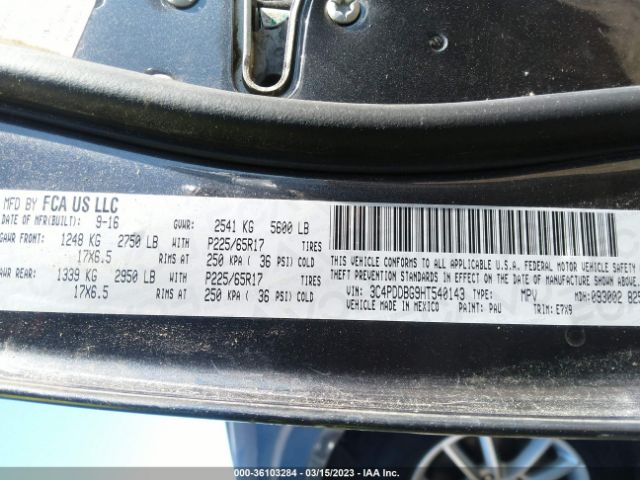 MFD BY FCA US LLC
DATE OF MFR(BUILT): 9-16 GVWR: 2541 KG 5600 LB
GAWR FRONT: 1248 KG 2750 LB WITH P225/65R17 TIRES
17X6.5 RIMS AT 250 KPA ( 36 PSI) COLD
GAWR REAR: 1339 KG 2950 LB WITH P225/65R17 TIRES
17X6.5 RIMS AT 250 KPA ( 36 PSI) COLD
THIS VEHICLE CONFORMS TO ALL APPLICABLE U.S.A. FEDERAL MOTOR VEHICLE
THEFT PREVENTION STANDARDS IN EFFECT ON THE DATE OF MANUFACTURE SHOWN ABOVE.
VIN: 3C4PDDBG9HT540143 TYPE: MPV MDH: 093002
VEHICLE MADE IN MEXICO PAINT: PAU TRIM: E7X9
000-36103284 - 03/15/2023 - IAA Inc.